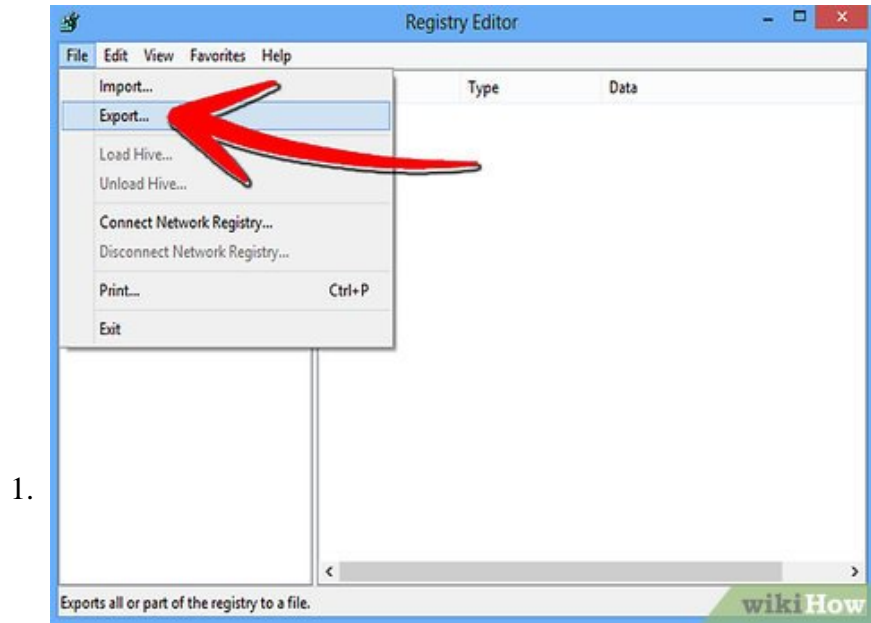 Registry Editor
File Edit View Favorites Help
Import...
Type Data
Export...
Load Hive...
Unload Hive...
Connect Network Registry...
Disconnect Network Registry...
Print... Ctrl+P
Exit
1.
Exports all or part of the registry to a file.
wikiHow